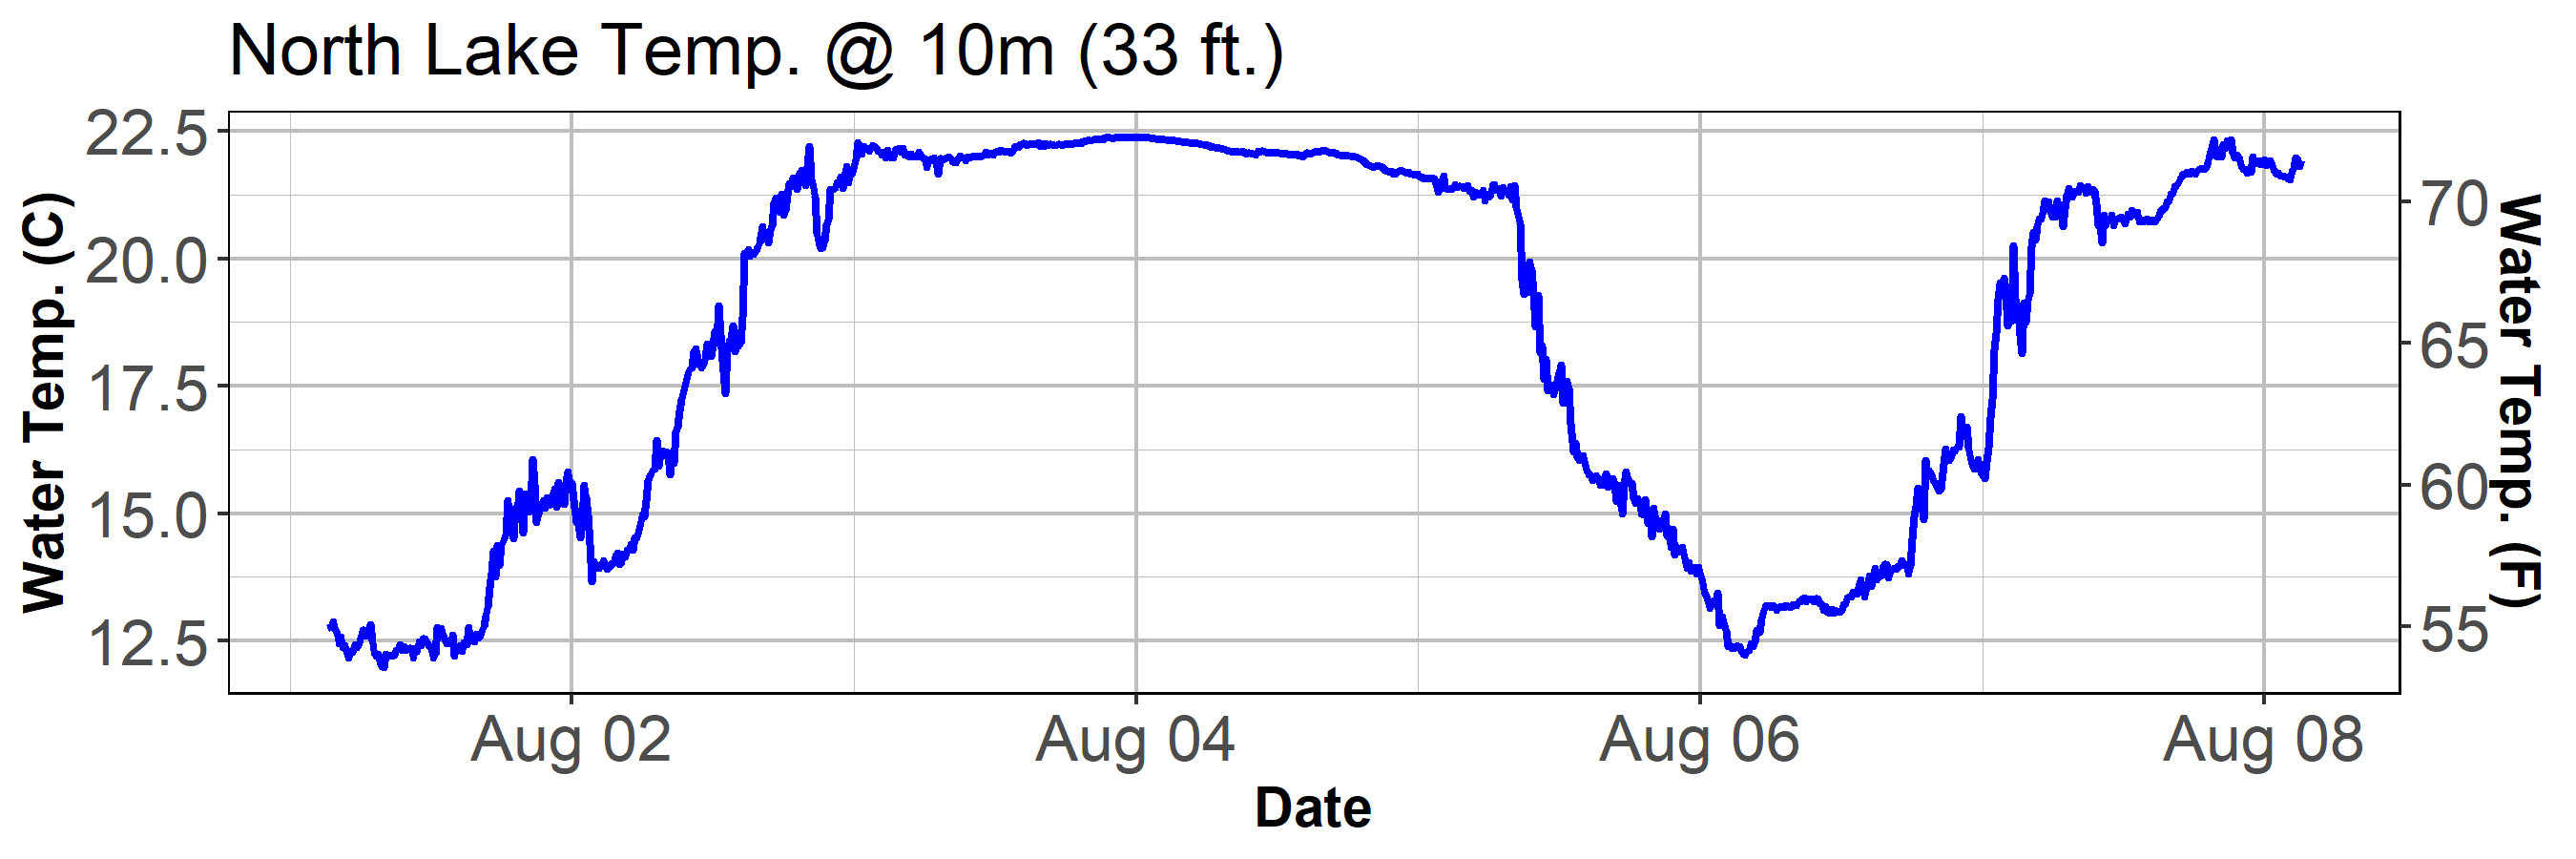 North Lake Temp. @ 10m (33 ft.)
Water Temp. (C)
22.5
20.0
17.5
15.0
12.5
70
65
60
55
Water Temp. (F)
Aug 02 Aug 04 Aug 06 Aug 08
Date